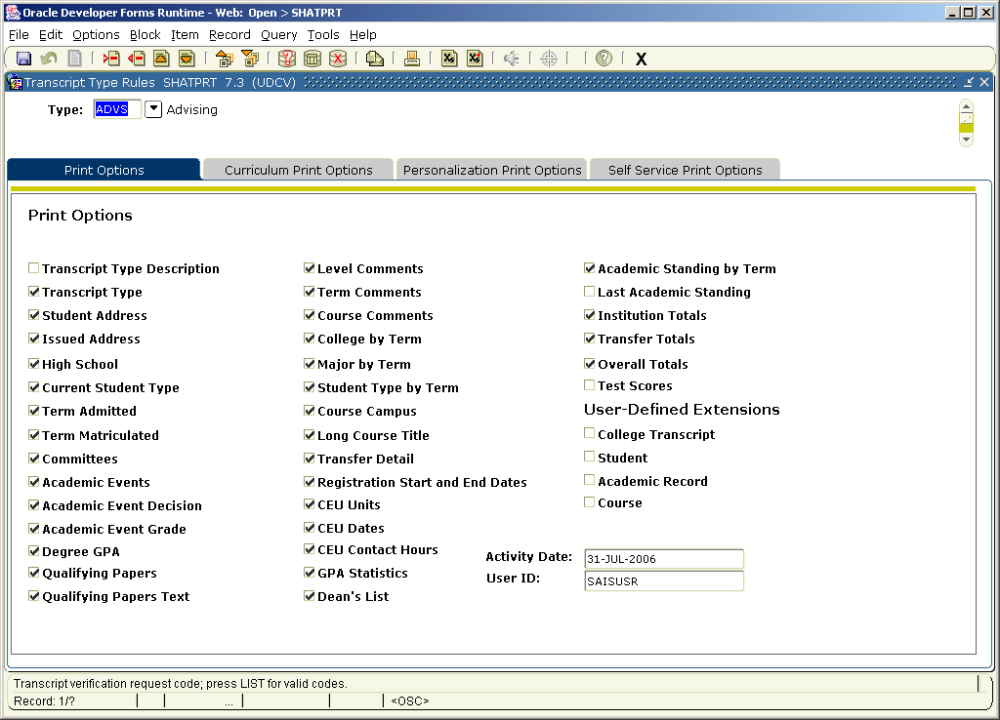 Oracle Developer Forms Runtime - Web: Open > SHATPRT
File Edit Options Block Item Record Query Tools Help
X
Transcript Type Rules SHATPRT 7.3 (UDCV)
Type: ADVS Advising
Print Options Curriculum Print Options Personalization Print Options Self Service Print Options
Print Options
Transcript Type Description Level Comments Academic Standing by Term
Transcript Type Term Comments Last Academic Standing
Student Address Course Comments Institution Totals
Issued Address College by Term Transfer Totals
High School Major by Term Overall Totals
Current Student Type Student Type by Term Test Scores
Term Admitted Course Campus User-Defined Extensions
Term Matriculated Long Course Title College Transcript
Committees Transfer Detail Student
Academic Events Registration Start and End Dates Academic Record
Academic Event Decision CEU Units Course
Academic Event Grade CEU Dates
Degree GPA CEU Contact Hours Activity Date: 31-JUL-2006
Qualifying Papers GPA Statistics User ID: SAISUSR
Qualifying Papers Text Dean's List
Transcript verification request code; press LIST for valid codes.
Record: 1/? ... <OSC>